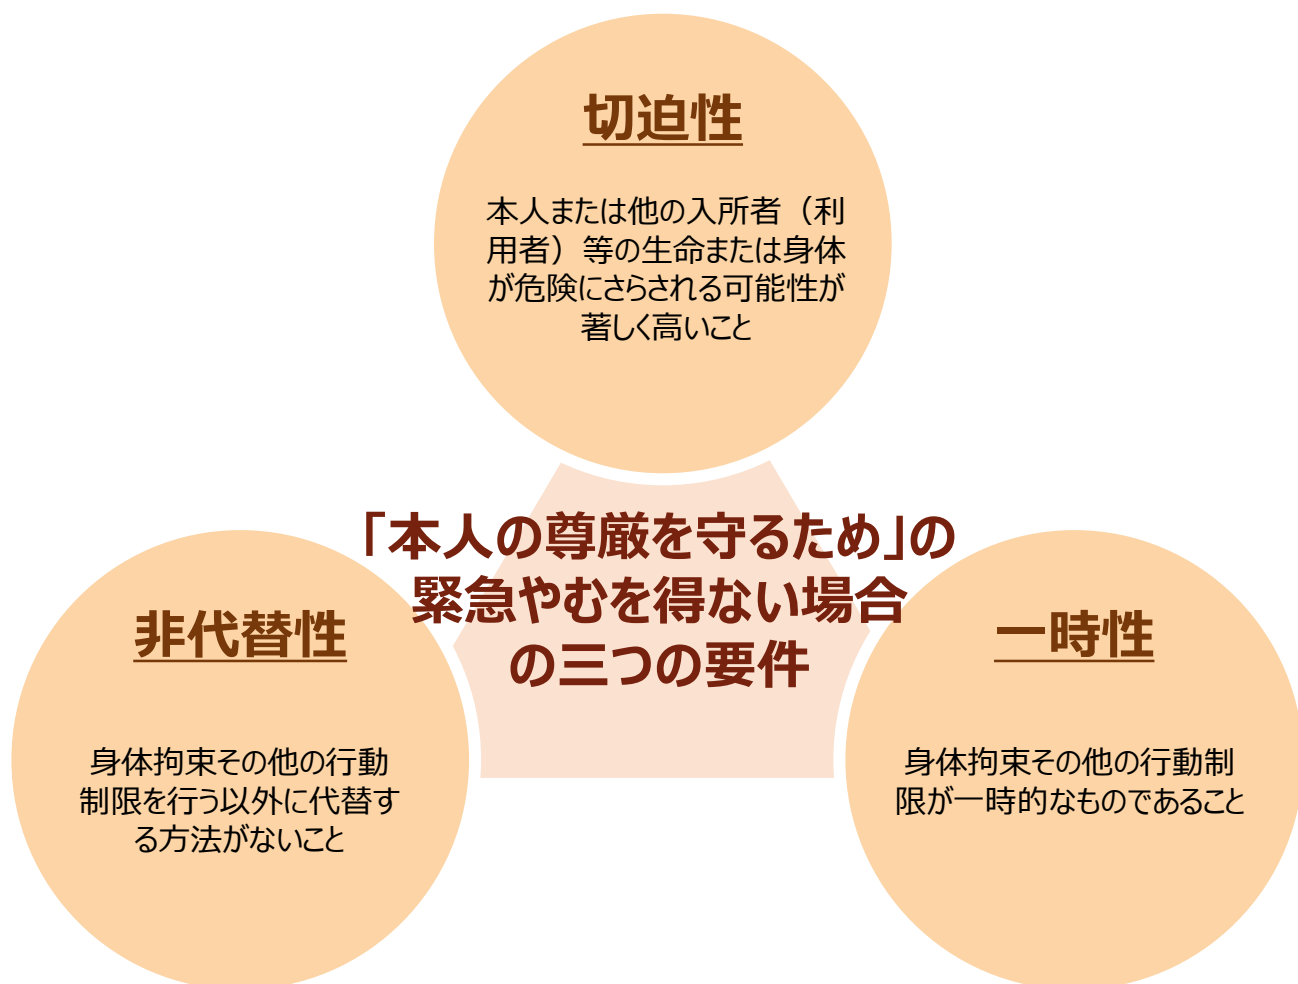 切迫性
本人または他の入所者（利
用者）等の生命または身体
が危険にさらされる可能性が
著しく高いこと
「本人の尊厳を守るため」の
緊急やむを得ない場合
の三つの要件
非代替性
身体拘束その他の行動
制限を行う以外に代替す
る方法がないこと
一時性
身体拘束その他の行動制
限が一時的なものであること